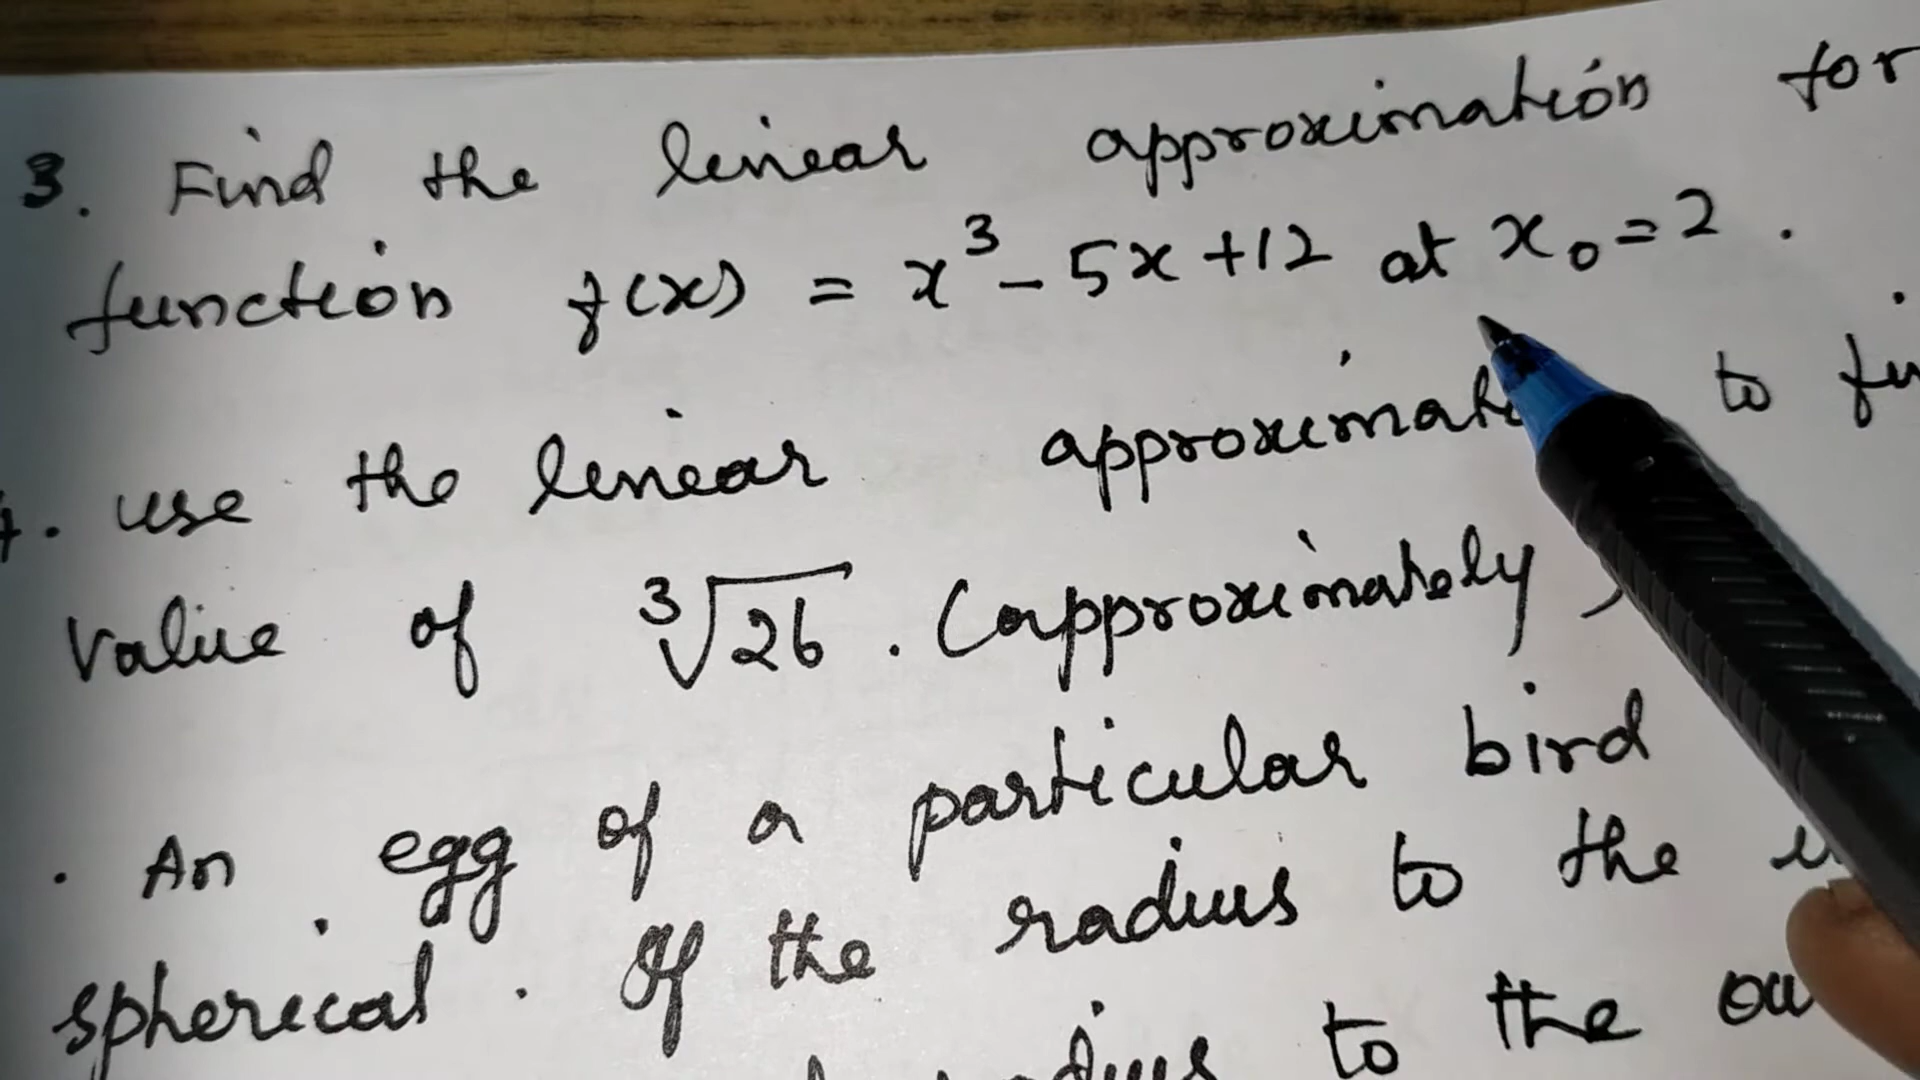 3. Find the linear approximation for
function f(x) = x³ - 5x + 12 at x₀ = 2.
. use the linear to
value of ∛26. (approximately)
. An egg of a particular bird
spherical. If the radius to the
to the